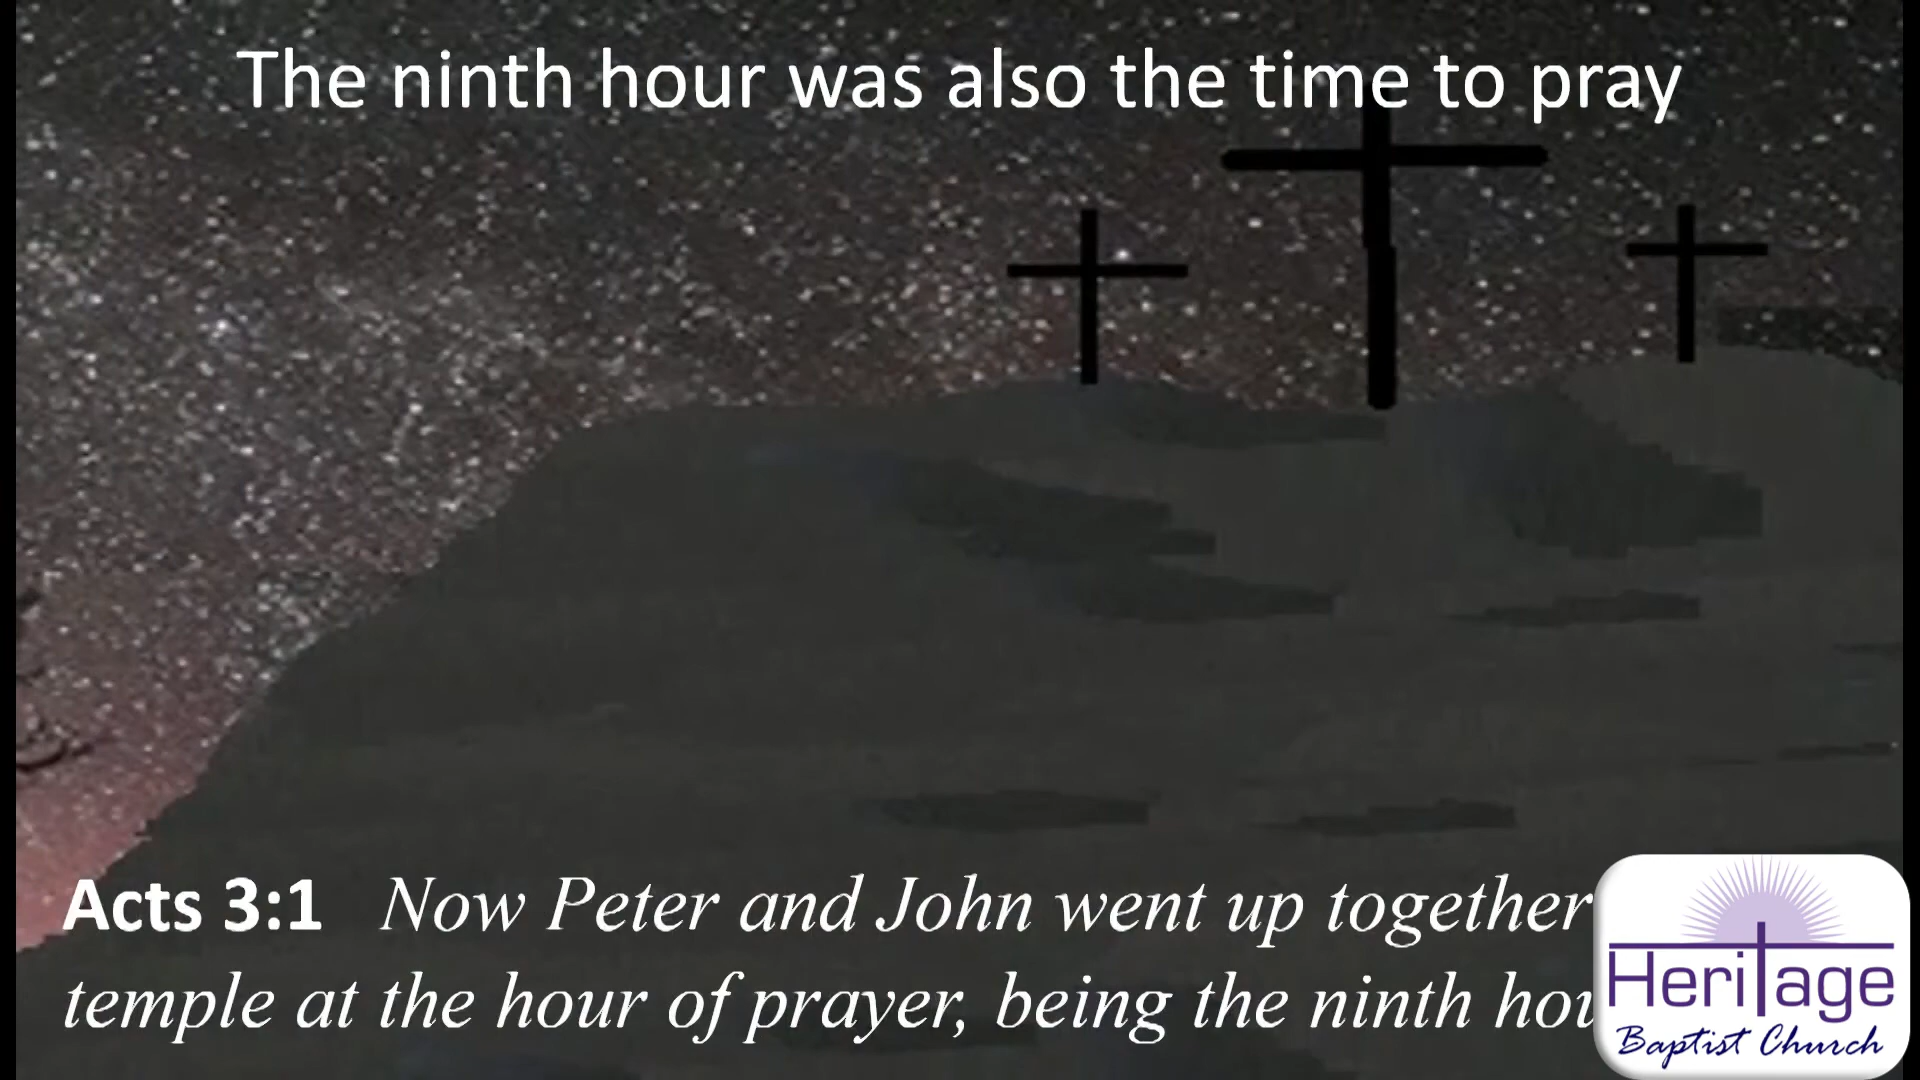 The ninth hour was also the time to pray
Acts 3:1 Now Peter and John went up together
temple at the hour of prayer, being the ninth
Heritage
Baptist Church